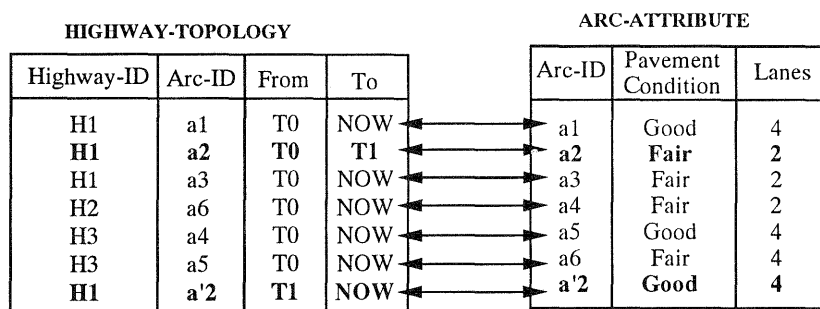 HIGHWAY-TOPOLOGY
Highway-ID Arc-ID From To
H1 a1 T0 NOW
H1 a2 T0 T1
H1 a3 T0 NOW
H2 a6 T0 NOW
H3 a4 T0 NOW
H3 a5 T0 NOW
H1 a'2 T1 NOW
ARC-ATTRIBUTE
Arc-ID Pavement Condition Lanes
a1 Good 4
a2 Fair 2
a3 Fair 2
a4 Fair 2
a5 Good 4
a6 Fair 4
a'2 Good 4